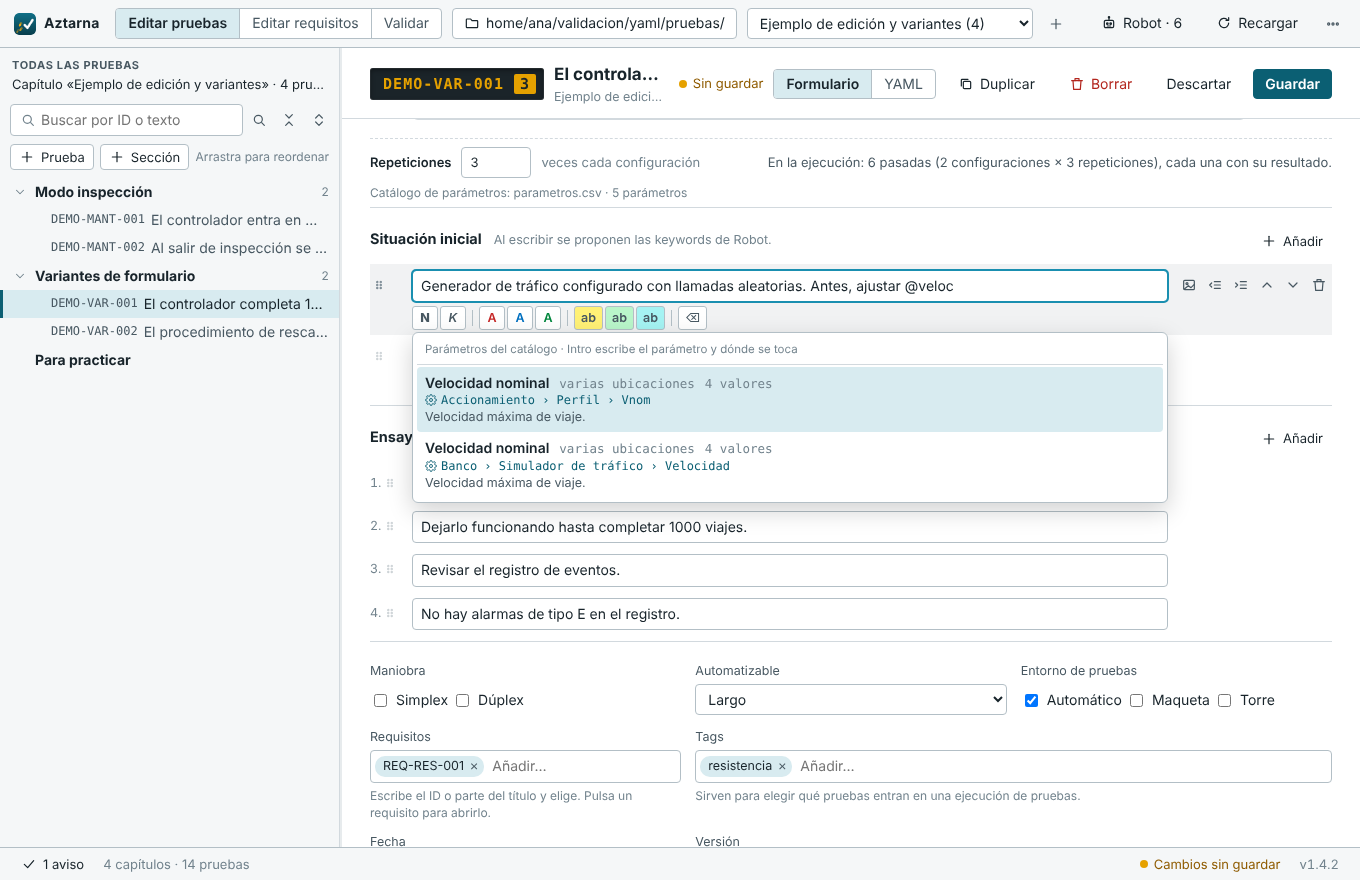 Aztarna
Editar pruebas
Editar requisitos
Validar
home/ana/validacion/yaml/pruebas/
Ejemplo de edición y variantes (4)
Robot · 6
Recargar
TODAS LAS PRUEBAS
Capítulo «Ejemplo de edición y variantes» · 4 pru...
Buscar por ID o texto
Prueba
Sección
Arrastra para reordenar
Modo inspección 2
DEMO-MANT-001 El controlador entra en ...
DEMO-MANT-002 Al salir de inspección se ...
Variantes de formulario 2
DEMO-VAR-001 El controlador completa 1...
DEMO-VAR-002 El procedimiento de resca...
Para practicar
DEMO-VAR-001 3
El controla...
Ejemplo de edici...
Sin guardar
Formulario
YAML
Duplicar
Borrar
Descartar
Guardar
Repeticiones 3 veces cada configuración
En la ejecución: 6 pasadas (2 configuraciones × 3 repeticiones), cada una con su resultado.
Catálogo de parámetros: parametros.csv · 5 parámetros
Situación inicial Al escribir se proponen las keywords de Robot.
Añadir
Generador de tráfico configurado con llamadas aleatorias. Antes, ajustar @veloc
N K A A A ab ab ab
Parámetros del catálogo · Intro escribe el parámetro y dónde se toca
Velocidad nominal varias ubicaciones 4 valores
Accionamiento › Perfil › Vnom
Velocidad máxima de viaje.
Velocidad nominal varias ubicaciones 4 valores
Banco › Simulador de tráfico › Velocidad
Velocidad máxima de viaje.
Ensay
Añadir
1.
2. Dejarlo funcionando hasta completar 1000 viajes.
3. Revisar el registro de eventos.
4. No hay alarmas de tipo E en el registro.
Maniobra
Simplex Dúplex
Automatizable
Largo
Entorno de pruebas
Automático Maqueta Torre
Requisitos
REQ-RES-001 × Añadir...
Escribe el ID o parte del título y elige. Pulsa un
requisito para abrirlo.
Tags
resistencia × Añadir...
Sirven para elegir qué pruebas entran en una ejecución de pruebas.
Fecha
Versión
1 aviso
4 capítulos · 14 pruebas
Cambios sin guardar
v1.4.2